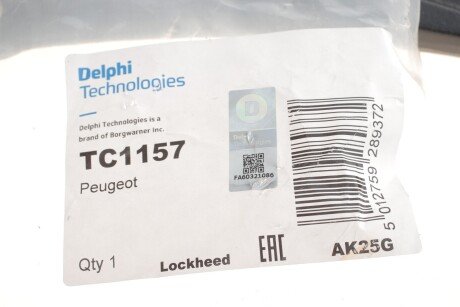 Delphi
Technologies
Delphi Technologies is a
brand of Borgwarner Inc.
TC1157
Peugeot
D
FA60321086
5 012759 289372
Qty 1
Lockheed
EAC
AK25G